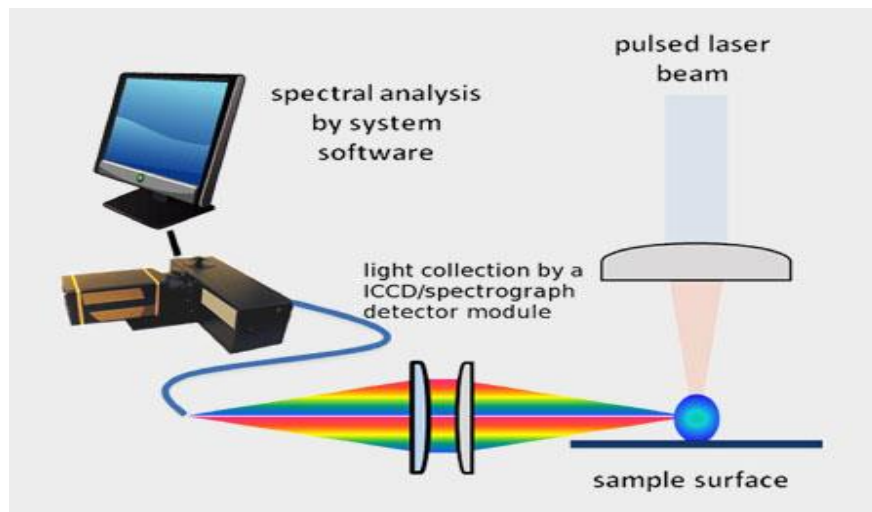 pulsed laser
beam
spectral analysis
by system
software
light collection by a
ICCD/spectrograph
detector module
sample surface